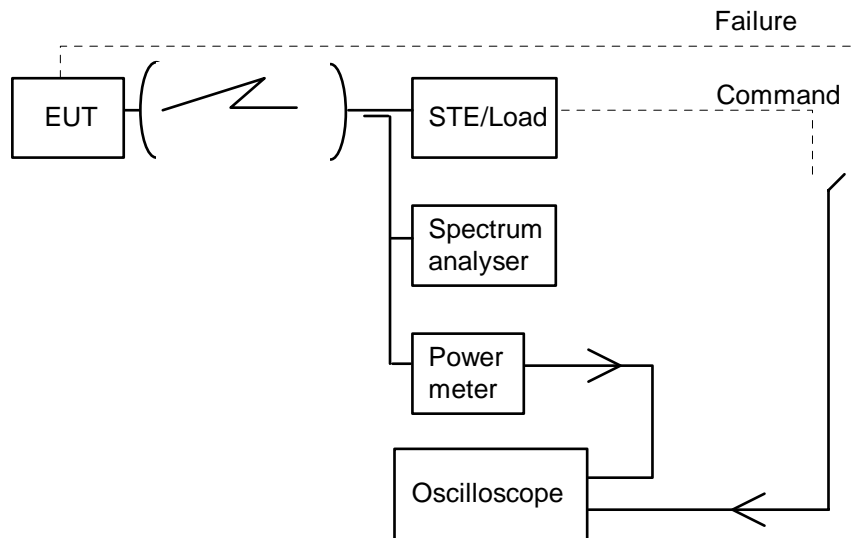 Failure
EUT
STE/Load
Command
Spectrum
analyser
Power
meter
Oscilloscope